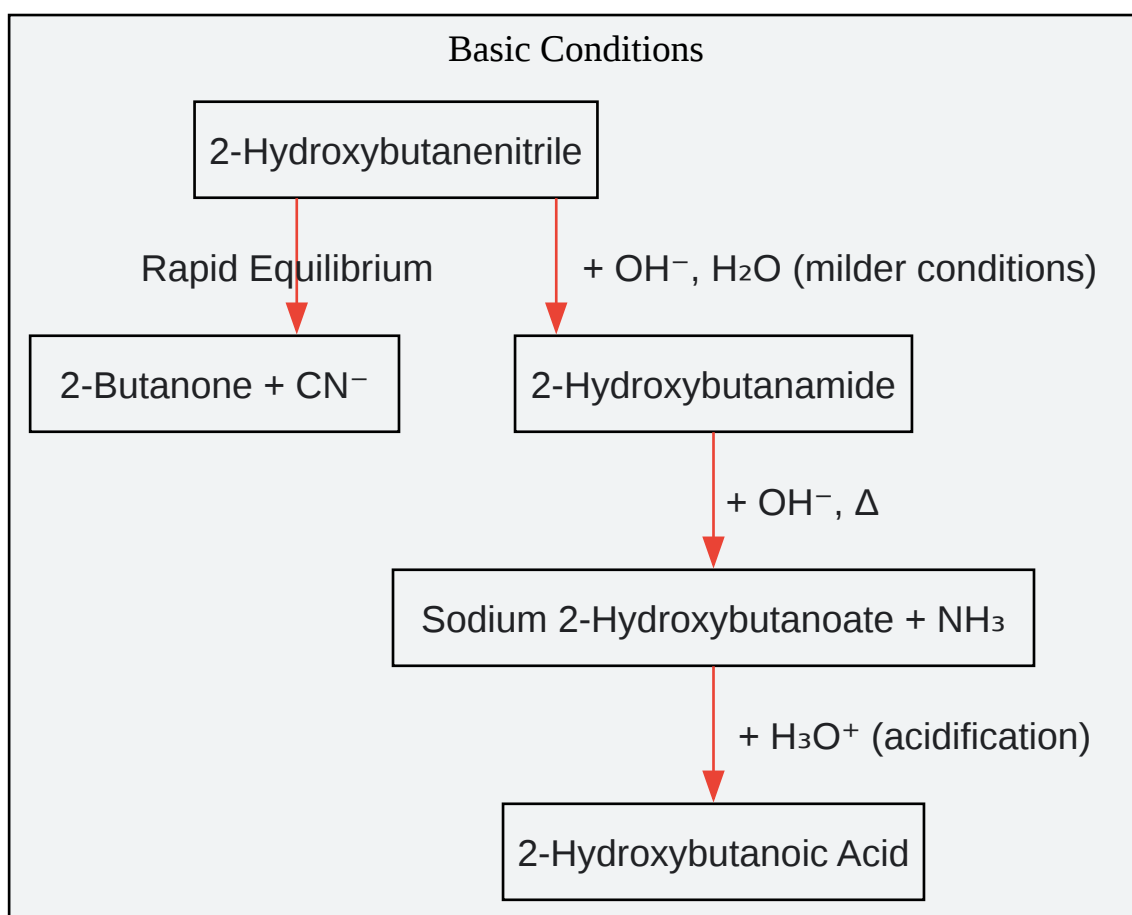 Basic Conditions
2-Hydroxybutanenitrile
Rapid Equilibrium
+ OH⁻, H₂O (milder conditions)
2-Butanone + CN⁻
2-Hydroxybutanamide
+ OH⁻, Δ
Sodium 2-Hydroxybutanoate + NH₃
+ H₃O⁺ (acidification)
2-Hydroxybutanoic Acid